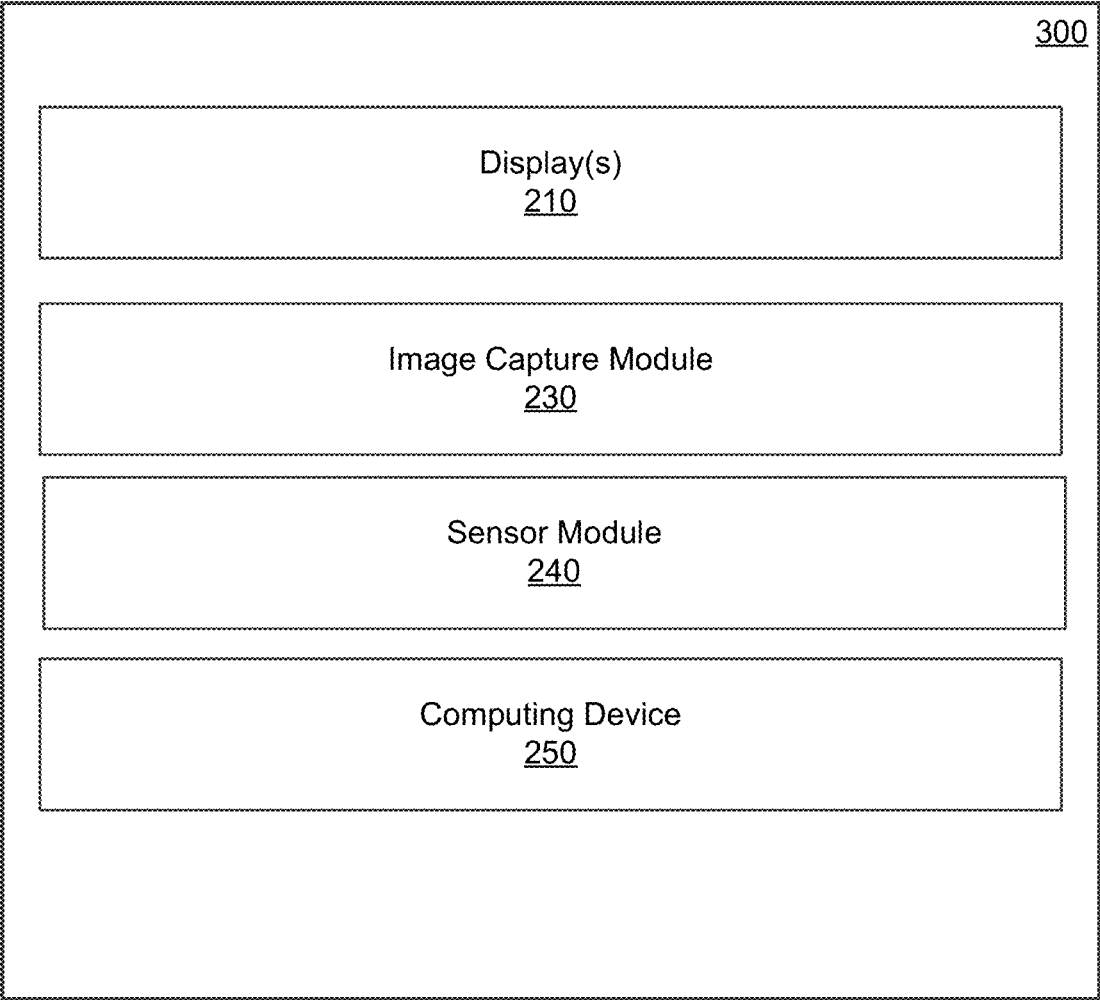 300
Display(s)
210
Image Capture Module
230
Sensor Module
240
Computing Device
250